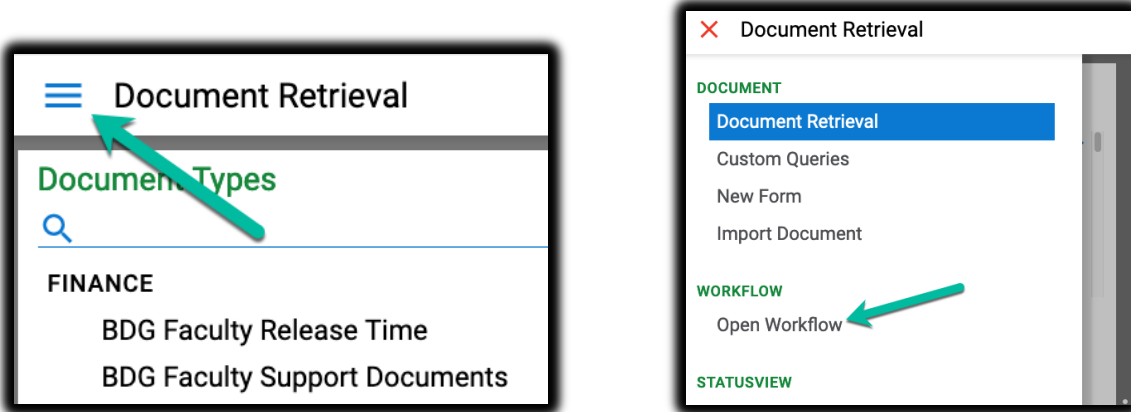 Document Retrieval
Document Types
FINANCE
BDG Faculty Release Time
BDG Faculty Support Documents
Document Retrieval
DOCUMENT
Document Retrieval
Custom Queries
New Form
Import Document
WORKFLOW
Open Workflow
STATUSVIEW